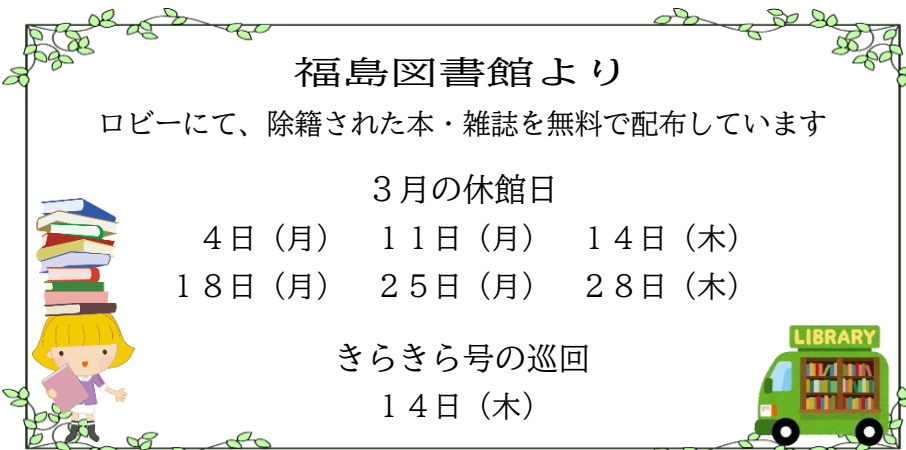 福島図書館より
ロビーにて、除籍された本・雑誌を無料で配布しています
３月の休館日
４日（月）　１１日（月）　１４日（木）
１８日（月）　２５日（月）　２８日（木）
きらきら号の巡回
１４日（木）
LIBRARY